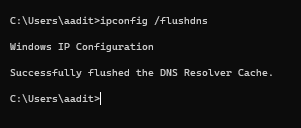 C:\Users\aadit>ipconfig /flushdns
Windows IP Configuration
Successfully flushed the DNS Resolver Cache.
C:\Users\aadit>